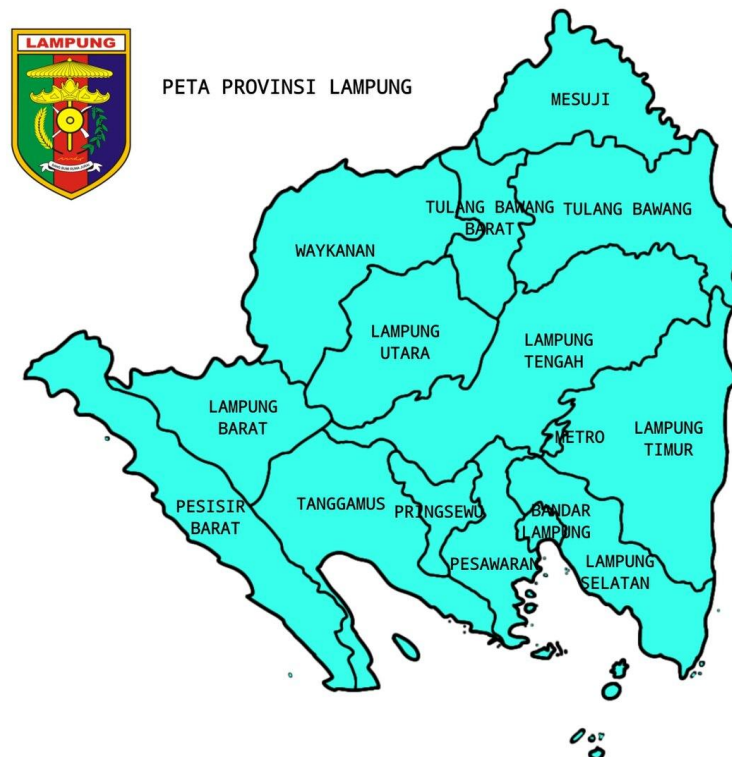 LAMPUNG
PETA PROVINSI LAMPUNG
MESUJI
TULANG BAWANG
BARAT
TULANG BAWANG
WAYKANAN
LAMPUNG
UTARA
LAMPUNG
TENGAH
LAMPUNG
BARAT
METRO
LAMPUNG
TIMUR
PESISIR
BARAT
TANGGAMUS
PRINGSEWU
BANDAR
LAMPUNG
PESAWARAN
LAMPUNG
SELATAN